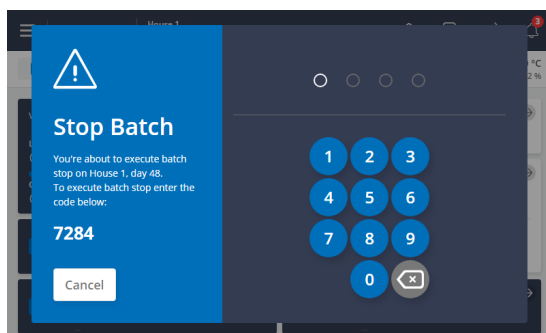 House 1
3
°C
2 %
Stop Batch
You're about to execute batch
stop on House 1, day 48.
To execute batch stop enter the
code below:
7284
Cancel
1 2 3
4 5 6
7 8 9
0